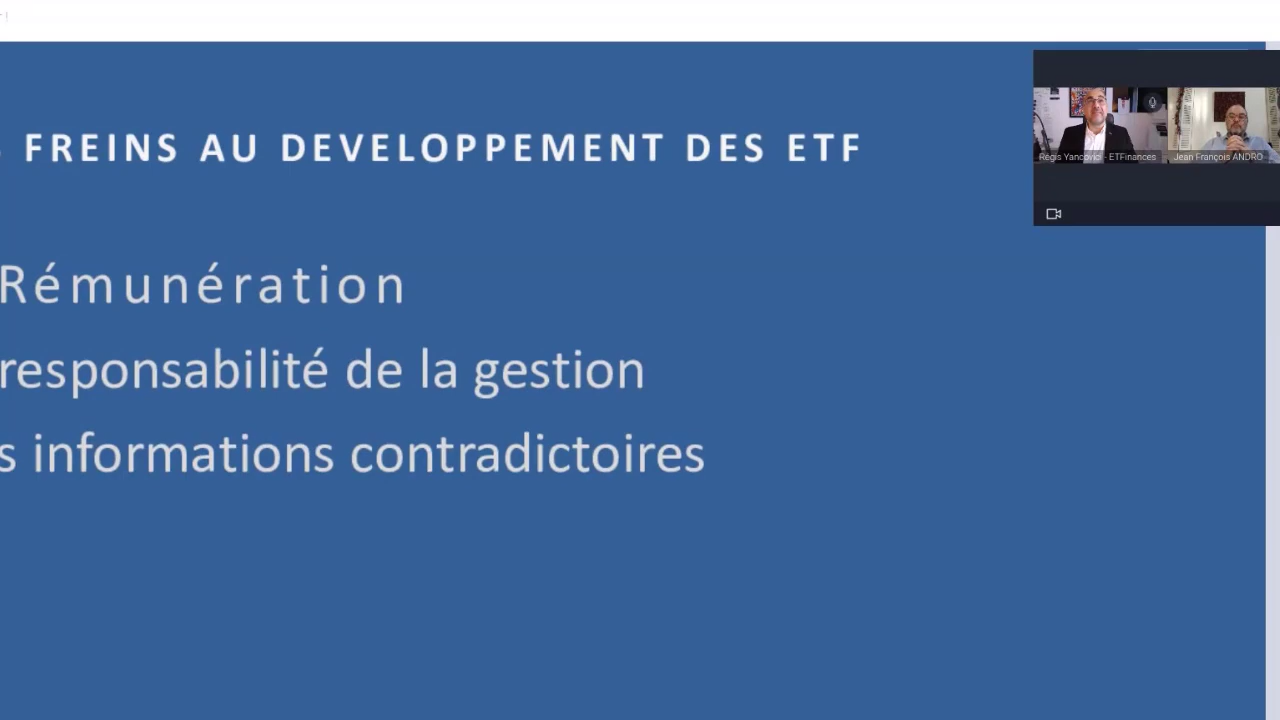 FREINS AU DEVELOPPEMENT DES ETF
Régis Yancovici - ETFinances
Jean François ANDRO
Rémunération
responsabilité de la gestion
s informations contradictoires